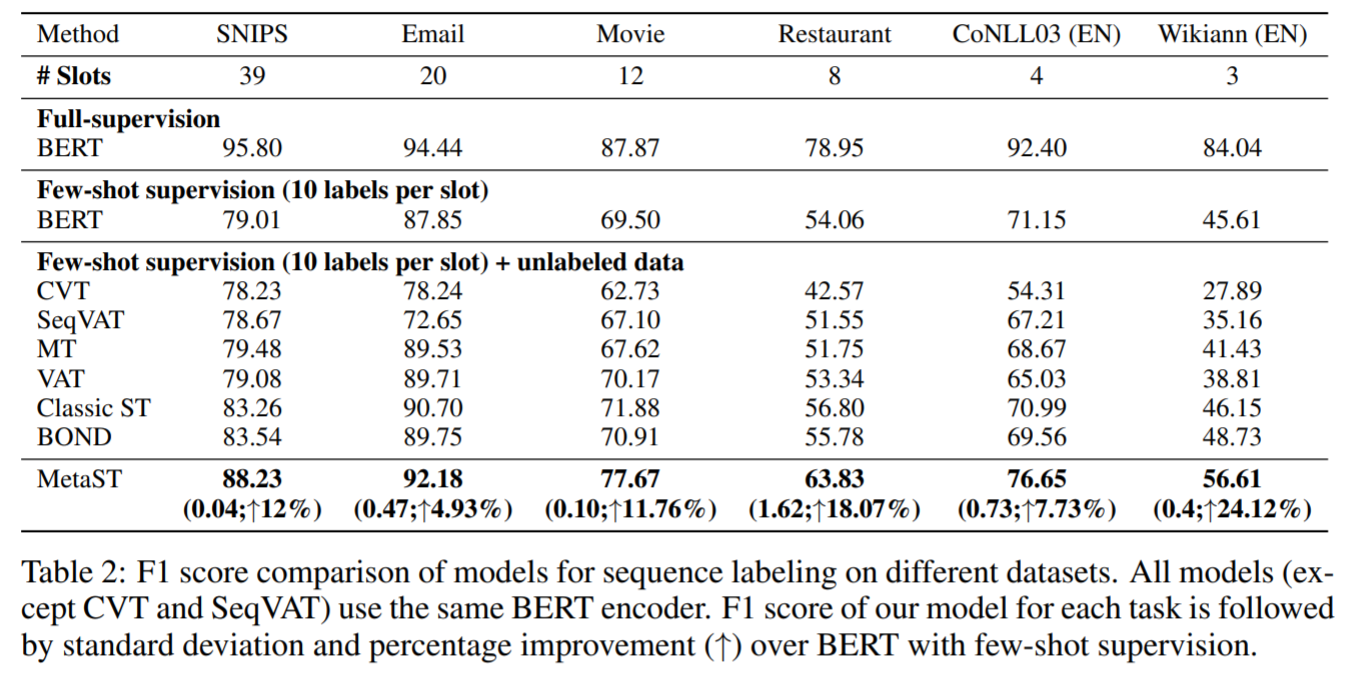 Method SNIPS Email Movie Restaurant CoNLL03 (EN) Wikiann (EN)
# Slots 39 20 12 8 4 3
Full-supervision
BERT 95.80 94.44 87.87 78.95 92.40 84.04
Few-shot supervision (10 labels per slot)
BERT 79.01 87.85 69.50 54.06 71.15 45.61
Few-shot supervision (10 labels per slot) + unlabeled data
CVT 78.23 78.24 62.73 42.57 54.31 27.89
SeqVAT 78.67 72.65 67.10 51.55 67.21 35.16
MT 79.48 89.53 67.62 51.75 68.67 41.43
VAT 79.08 89.71 70.17 53.34 65.03 38.81
Classic ST 83.26 90.70 71.88 56.80 70.99 46.15
BOND 83.54 89.75 70.91 55.78 69.56 48.73
MetaST 88.23 92.18 77.67 63.83 76.65 56.61
(0.04;↑12%) (0.47;↑4.93%) (0.10;↑11.76%) (1.62;↑18.07%) (0.73;↑7.73%) (0.4;↑24.12%)
Table 2: F1 score comparison of models for sequence labeling on different datasets. All models (ex-
cept CVT and SeqVAT) use the same BERT encoder. F1 score of our model for each task is followed
by standard deviation and percentage improvement (↑) over BERT with few-shot supervision.